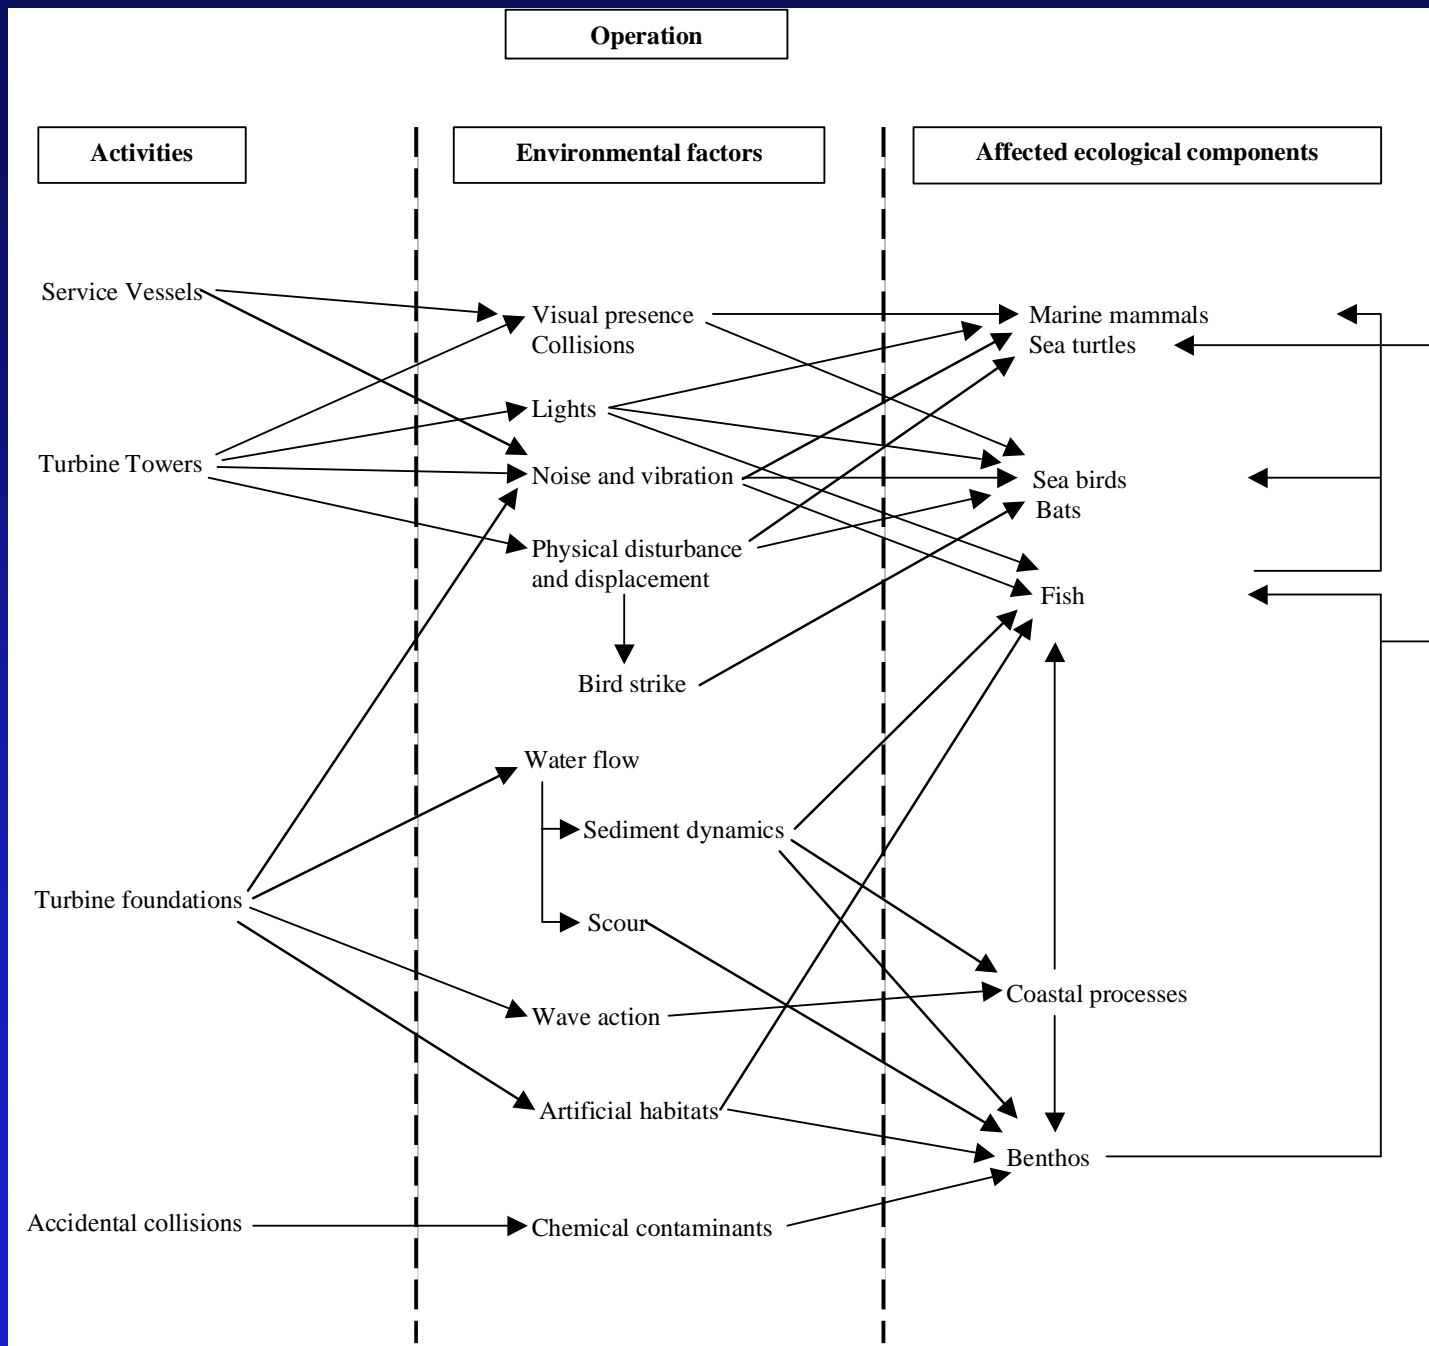 Operation
Activities
Environmental factors
Affected ecological components
Service Vessels
Turbine Towers
Turbine foundations
Accidental collisions
Visual presence
Collisions
Lights
Noise and vibration
Physical disturbance
and displacement
Bird strike
Water flow
Sediment dynamics
Scour
Wave action
Artificial habitats
Chemical contaminants
Marine mammals
Sea turtles
Sea birds
Bats
Fish
Coastal processes
Benthos